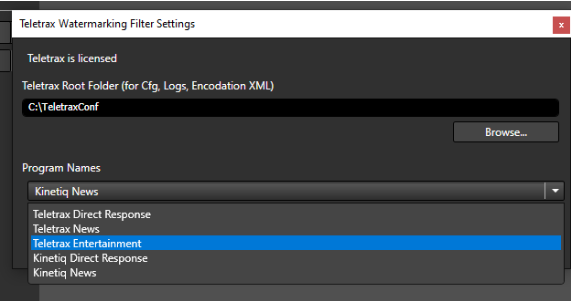 Teletrax Watermarking Filter Settings
x
Teletrax is licensed
Teletrax Root Folder (for Cfg, Logs, Encodation XML)
C:\TeletraxConf
Browse...
Program Names
Kinetiq News
Teletrax Direct Response
Teletrax News
Teletrax Entertainment
Kinetiq Direct Response
Kinetiq News